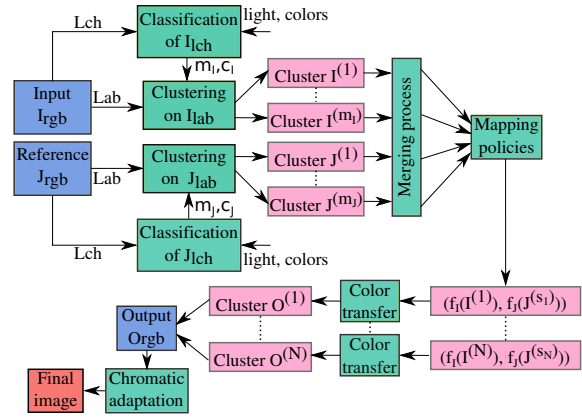 Lch
Classification
of I_lch
light, colors
m_I,c_I
Input
I_rgb
Lab
Clustering
on I_lab
Cluster I^(1)
Cluster I^(m_I)
Merging process
Mapping
policies
Reference
J_rgb
Lab
Clustering
on J_lab
Cluster J^(1)
Cluster J^(m_J)
m_J,c_J
Lch
Classification
of J_lch
light, colors
Output
Orgb
Cluster O^(1)
Color
transfer
(f_I(I^(1)), f_J(J^(s_1)))
Cluster O^(N)
Color
transfer
(f_I(I^(N)), f_J(J^(s_N)))
Final
image
Chromatic
adaptation